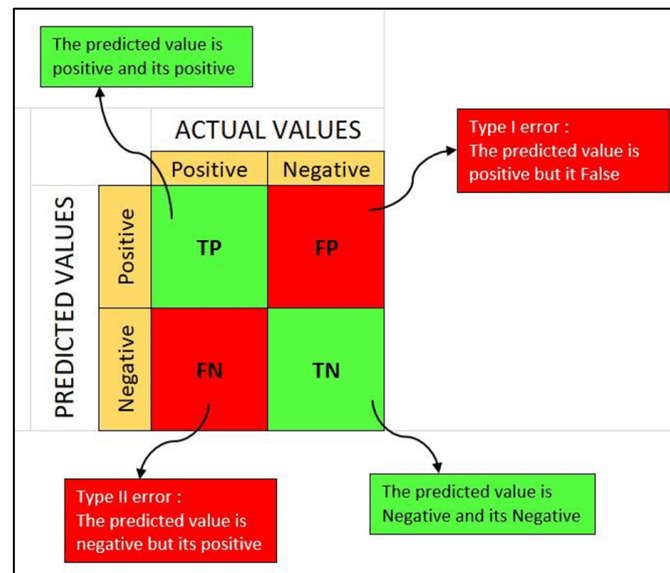 The predicted value is
positive and its positive
ACTUAL VALUES
Positive
Negative
Type I error :
The predicted value is
positive but it False
PREDICTED VALUES
Positive
TP
FP
Negative
FN
TN
Type II error :
The predicted value is
negative but its positive
The predicted value is
Negative and its Negative